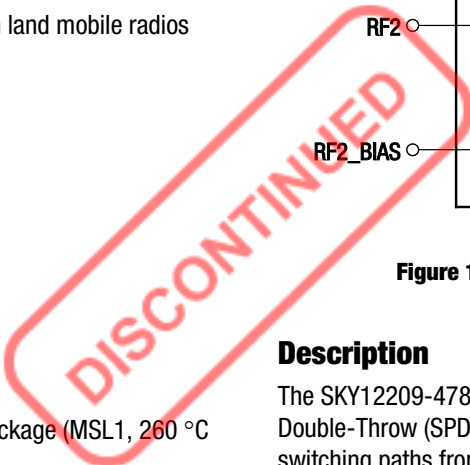 land mobile radios
RF2
RF2_BIAS
DISCONTINUED
Figure 1
Description
The SKY12209-478
Double-Throw (SPD
switching paths from
ckage (MSL1, 260 °C